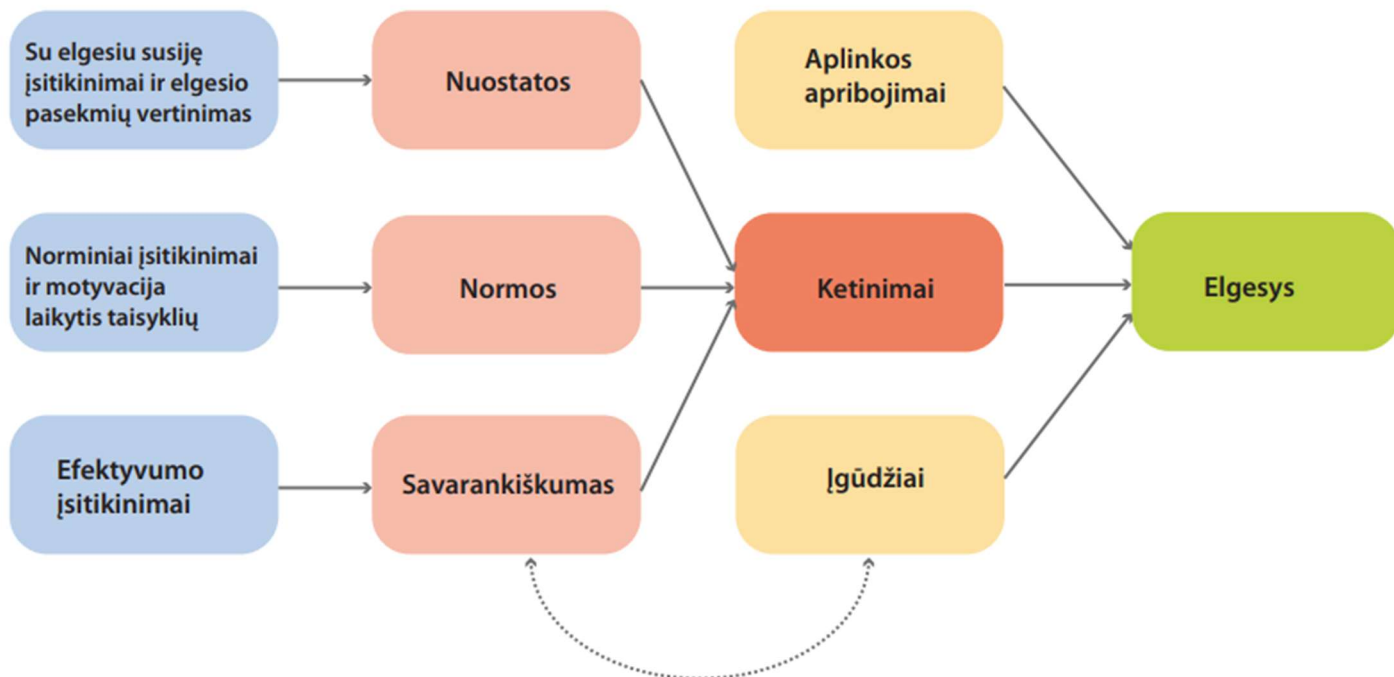 Su elgesiu susiję
įsitikinimai ir elgesio
pasekmių vertinimas
Nuostatos
Aplinkos
apribojimai
Norminiai įsitikinimai
ir motyvacija
laikytis taisyklių
Normos
Ketinimai
Elgesys
Efektyvumo
įsitikinimai
Savarankiškumas
Įgūdžiai